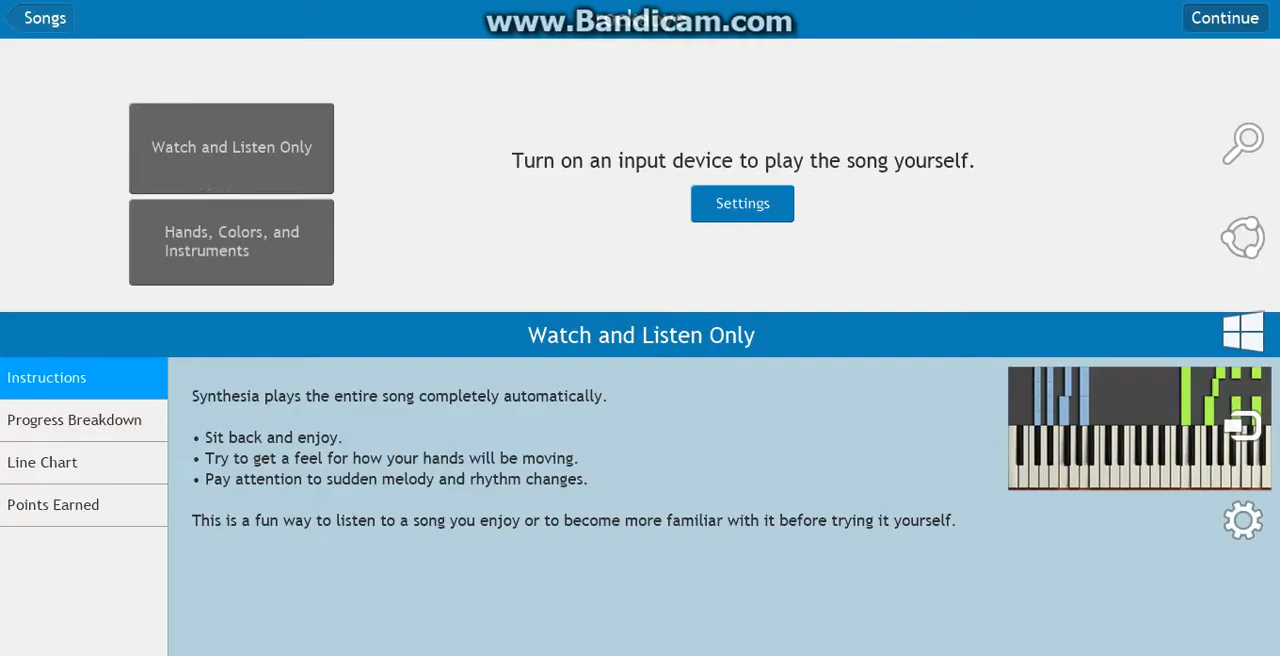 Songs
www.Bandicam.com
Continue
Watch and Listen Only
Turn on an input device to play the song yourself.
Settings
Hands, Colors, and
Instruments
Watch and Listen Only
Instructions
Progress Breakdown
Line Chart
Points Earned
Synthesia plays the entire song completely automatically.
• Sit back and enjoy.
• Try to get a feel for how your hands will be moving.
• Pay attention to sudden melody and rhythm changes.
This is a fun way to listen to a song you enjoy or to become more familiar with it before trying it yourself.